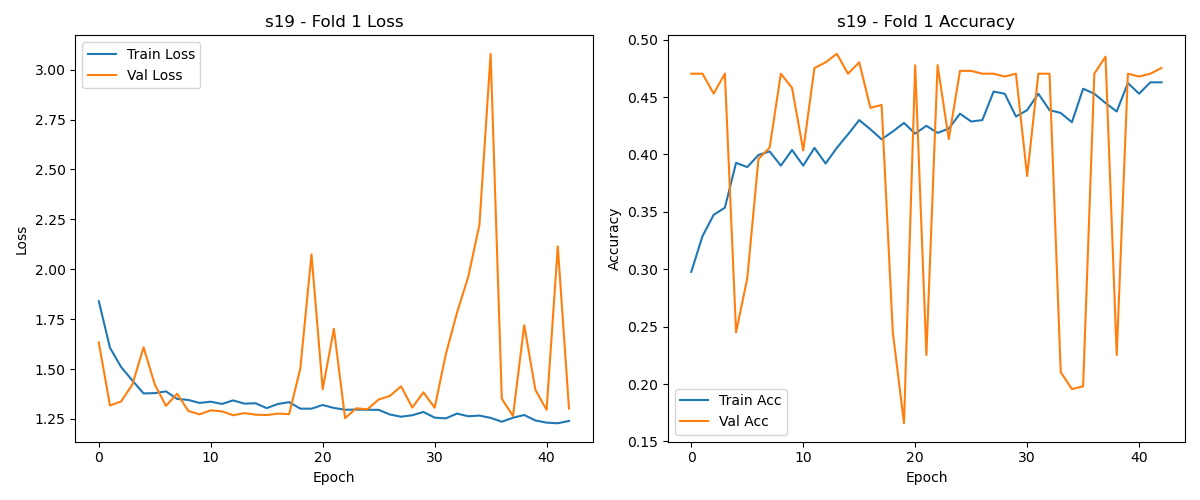 s19 - Fold 1 Loss
Train Loss
Val Loss
3.00
2.75
2.50
2.25
2.00
1.75
1.50
1.25
Loss
0
10
20
30
40
Epoch
s19 - Fold 1 Accuracy
0.50
0.45
0.40
0.35
0.30
0.25
0.20
0.15
Accuracy
Train Acc
Val Acc
0
10
20
30
40
Epoch